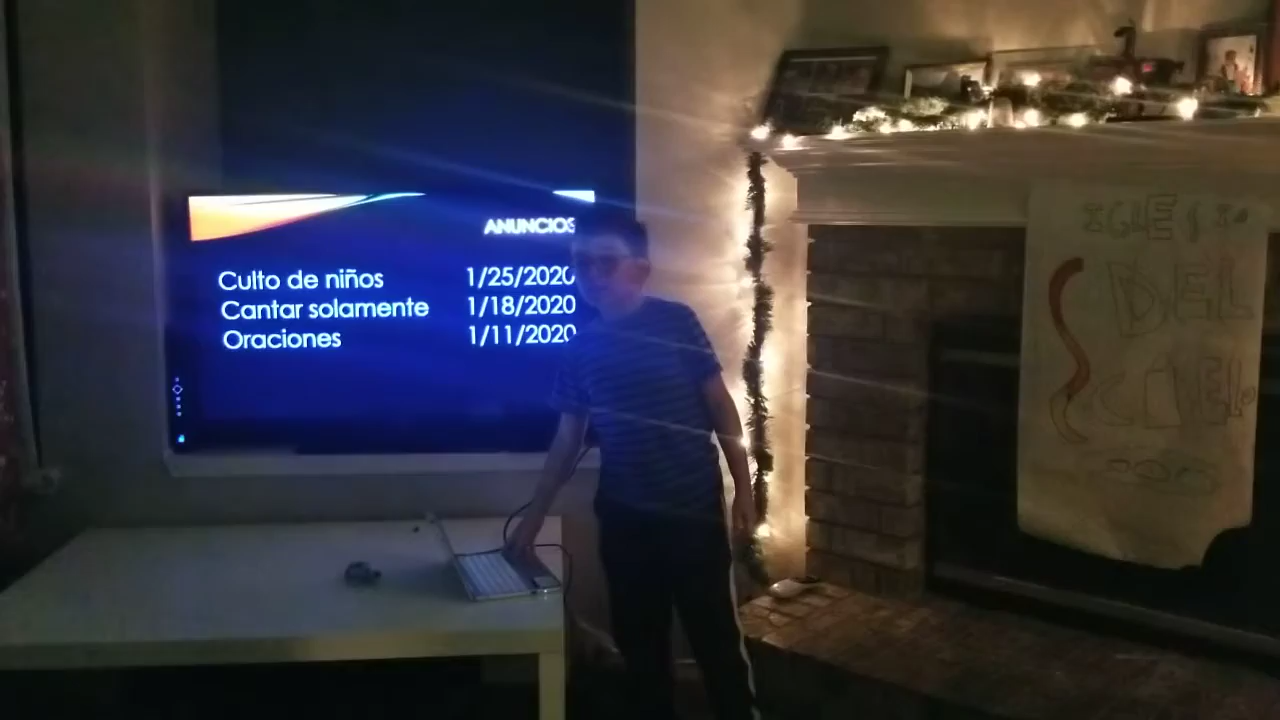 ANUNCIOS
Culto de niños 1/25/2020
Cantar solamente 1/18/2020
Oraciones 1/11/2020
IGLESIA
DEL
CIELO